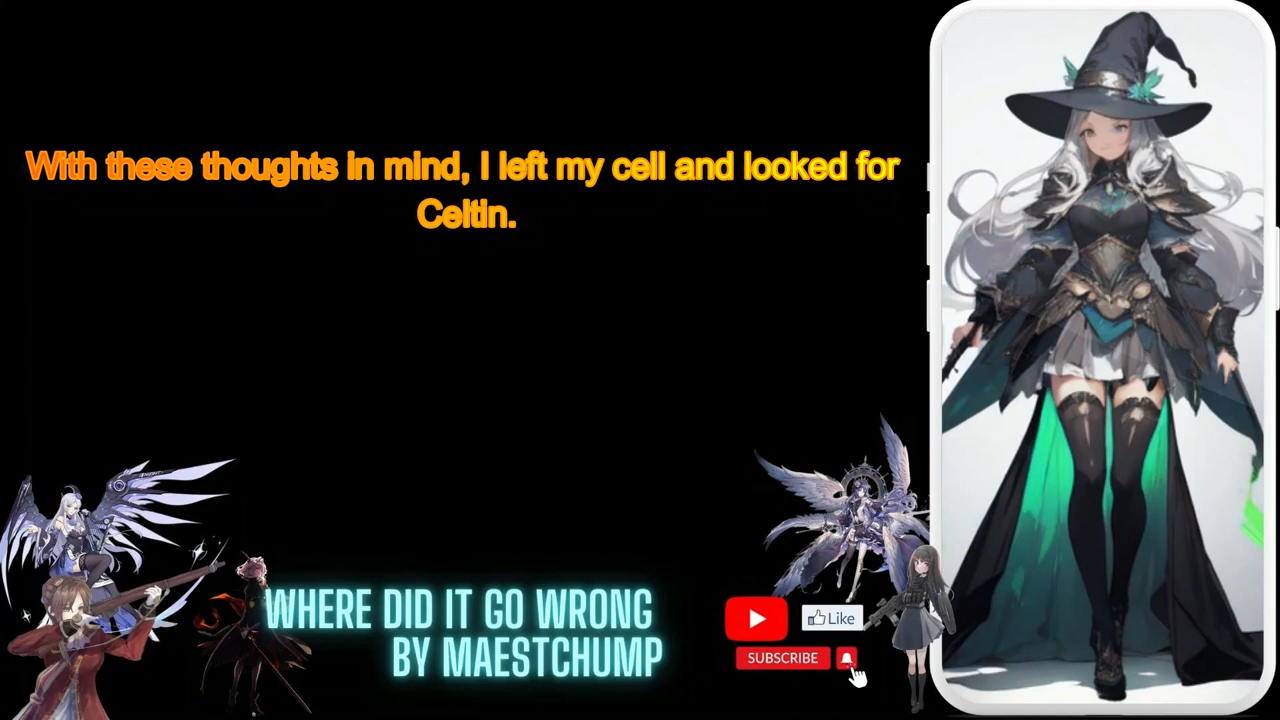 With these thoughts in mind, I left my cell and looked for
Celtin.
WHERE DID IT GO WRONG
BY MAESTCHUMP
Like
SUBSCRIBE